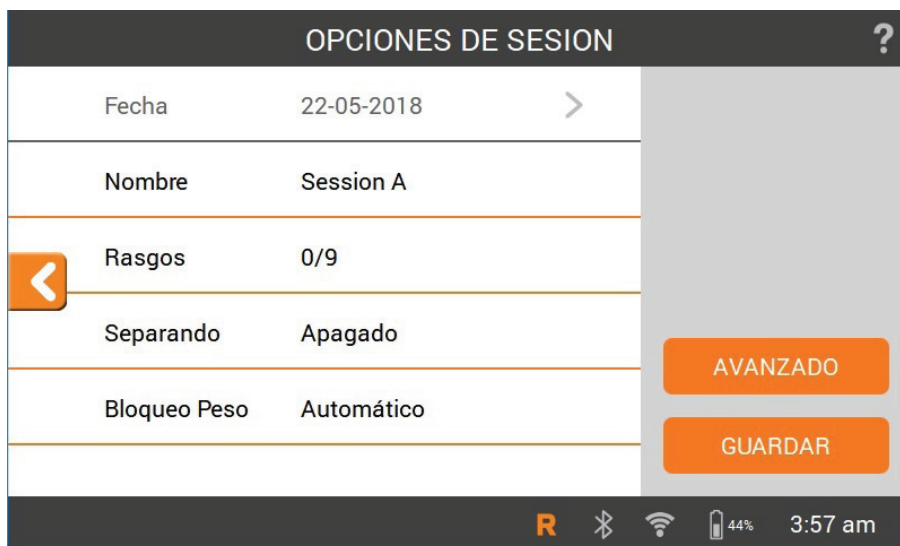 OPCIONES DE SESION ?
Fecha 22-05-2018
Nombre Session A
Rasgos 0/9
Separando Apagado
Bloqueo Peso Automático
AVANZADO
GUARDAR
R 44% 3:57 am